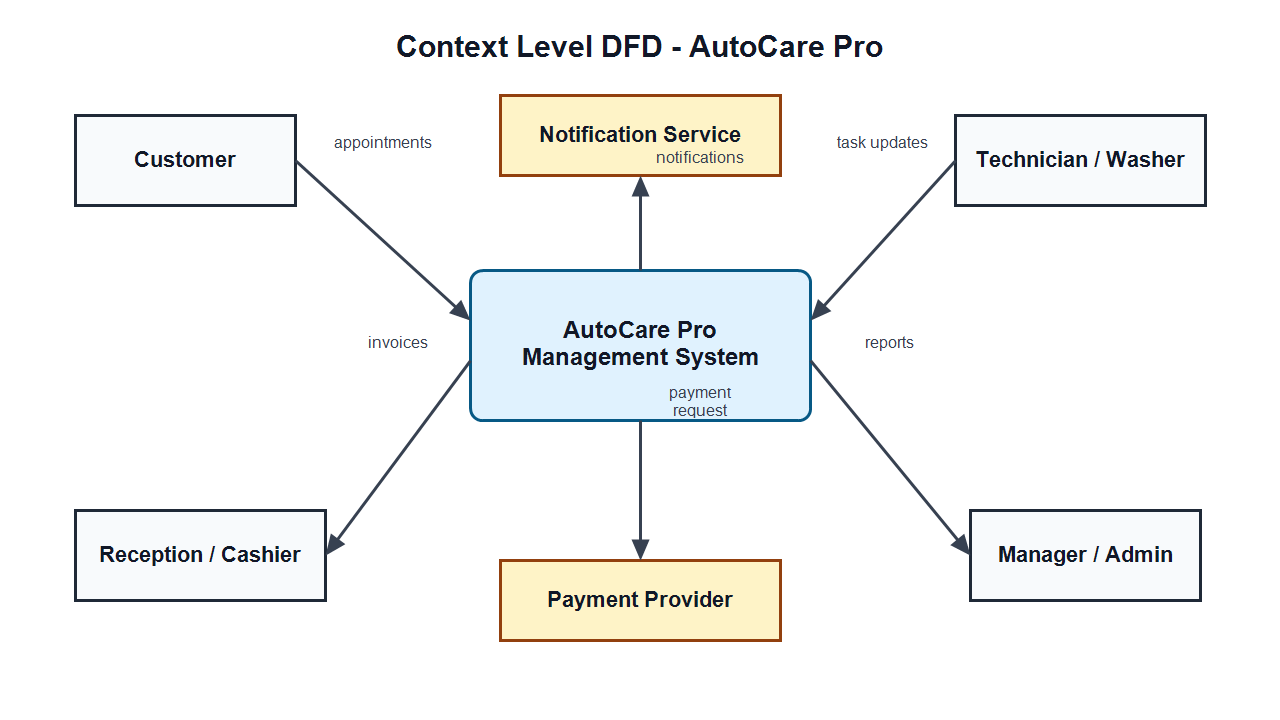 Context Level DFD - AutoCare Pro
Customer
appointments
Notification Service
notifications
task updates
Technician / Washer
AutoCare Pro
Management System
invoices
reports
payment
request
Reception / Cashier
Payment Provider
Manager / Admin